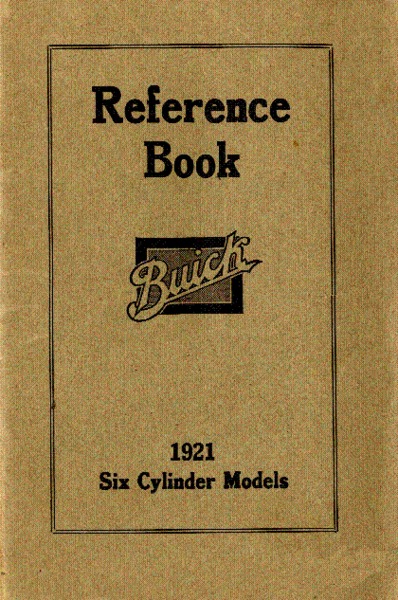 Reference
Book
Buick
1921
Six Cylinder Models